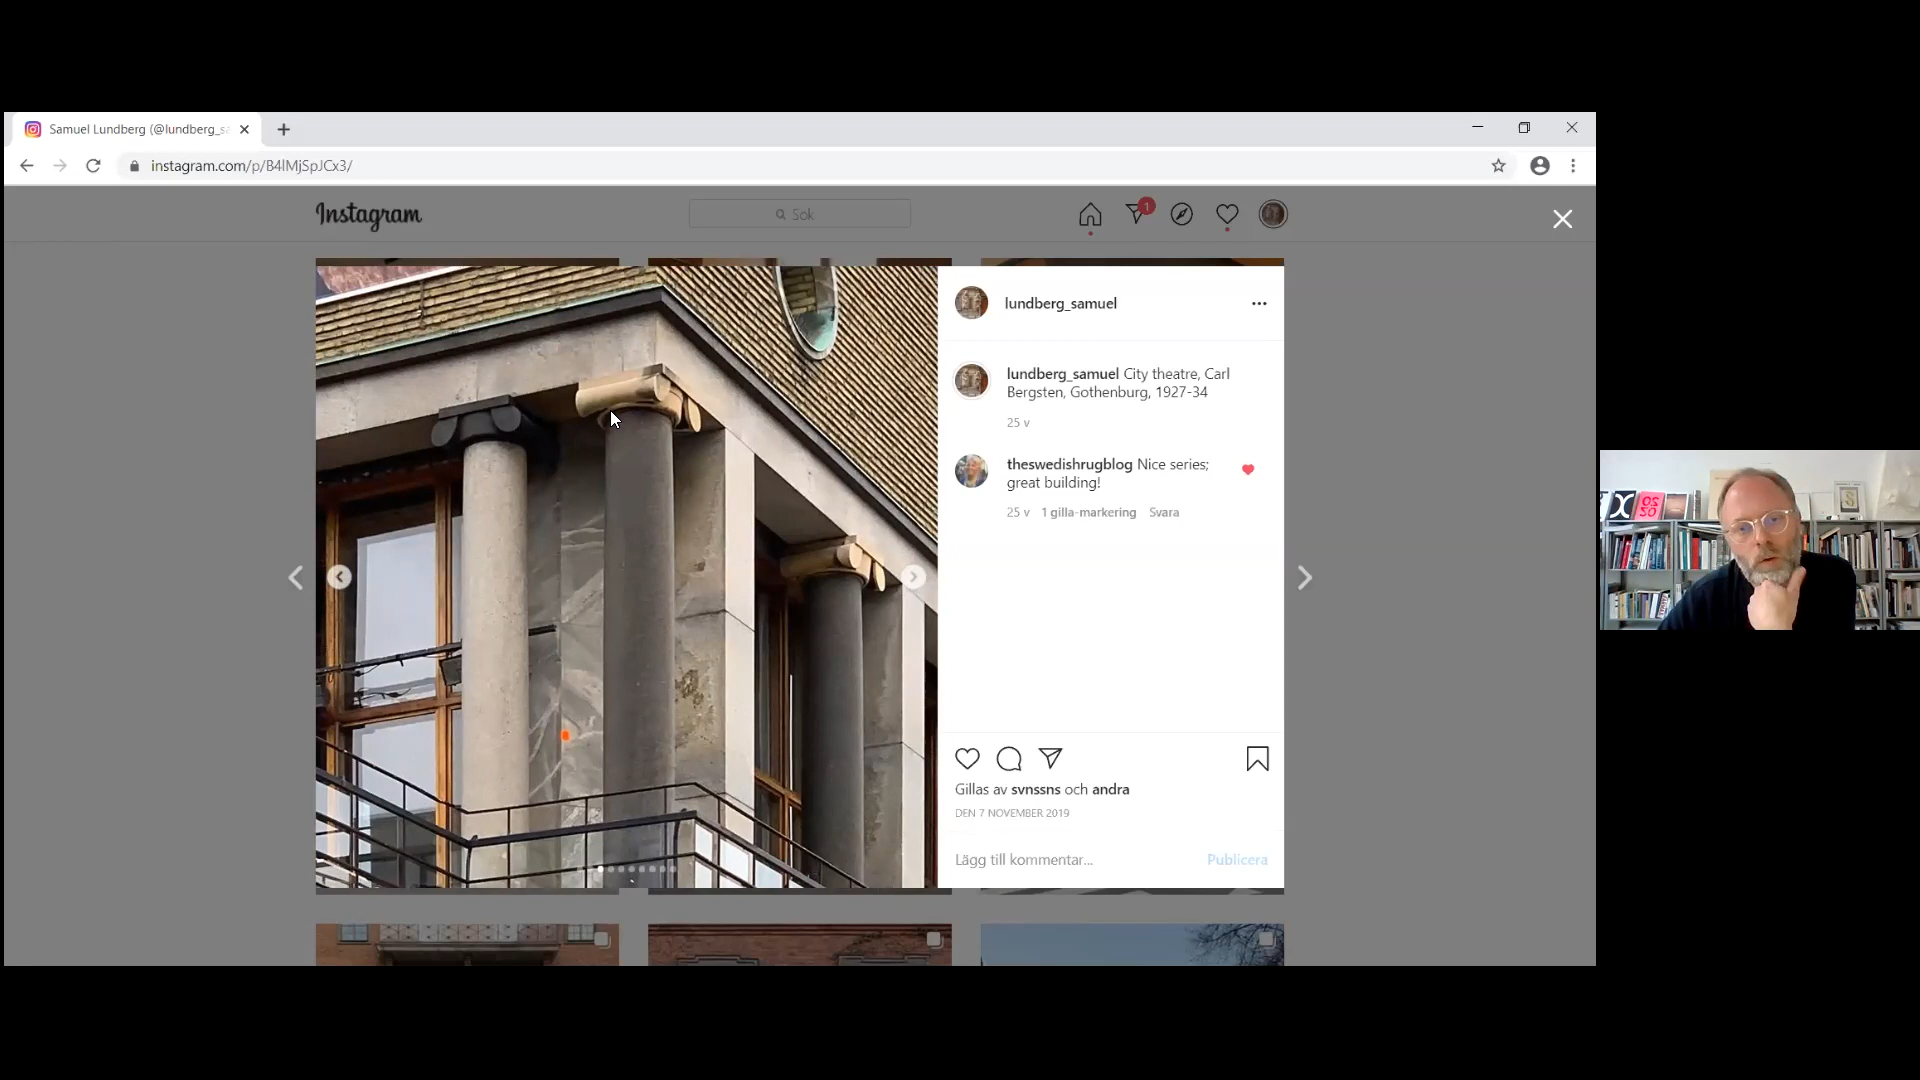 Samuel Lundberg (@lundberg_sa
instagram.com/p/B4lMjSpJCx3/
Instagram
Sök
1
lundberg_samuel
lundberg_samuel City theatre, Carl
Bergsten, Gothenburg, 1927-34
25 v
theswedishrugblog Nice series;
great building!
25 v 1 gilla-markering Svara
Gillas av svnssns och andra
DEN 7 NOVEMBER 2019
Lägg till kommentar...
Publicera